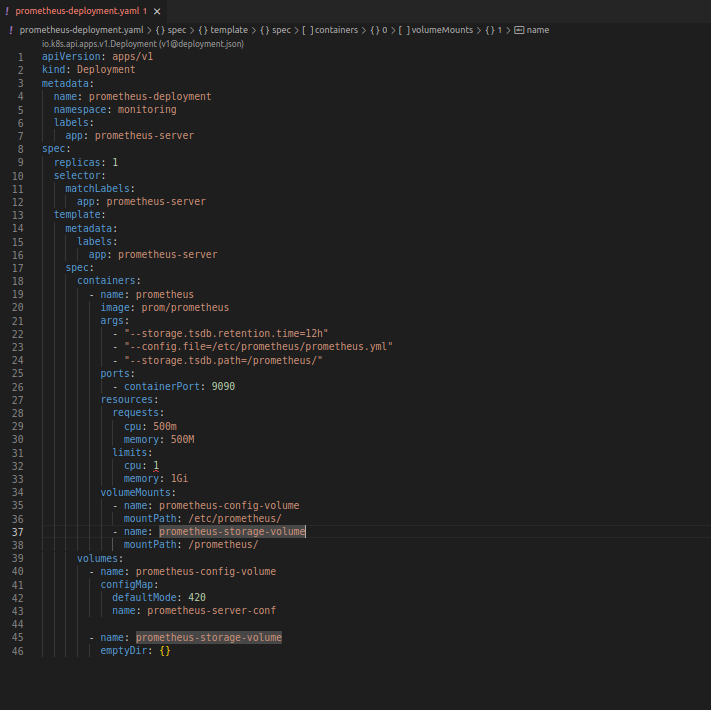 ! prometheus-deployment.yaml 1 ×
! prometheus-deployment.yaml > {} spec > {} template > {} spec > [ ] containers > {} 0 > [ ] volumeMounts > {} 1 > name
io.k8s.api.apps.v1.Deployment (v1@deployment.json)
1 apiVersion: apps/v1
2 kind: Deployment
3 metadata:
4   name: prometheus-deployment
5   namespace: monitoring
6   labels:
7     app: prometheus-server
8 spec:
9   replicas: 1
10   selector:
11     matchLabels:
12       app: prometheus-server
13   template:
14     metadata:
15       labels:
16         app: prometheus-server
17     spec:
18       containers:
19         - name: prometheus
20           image: prom/prometheus
21           args:
22             - "--storage.tsdb.retention.time=12h"
23             - "--config.file=/etc/prometheus/prometheus.yml"
24             - "--storage.tsdb.path=/prometheus/"
25           ports:
26             - containerPort: 9090
27           resources:
28             requests:
29               cpu: 500m
30               memory: 500M
31             limits:
32               cpu: 1
33               memory: 1Gi
34           volumeMounts:
35             - name: prometheus-config-volume
36               mountPath: /etc/prometheus/
37             - name: prometheus-storage-volume
38               mountPath: /prometheus/
39       volumes:
40         - name: prometheus-config-volume
41           configMap:
42             defaultMode: 420
43             name: prometheus-server-conf
44
45         - name: prometheus-storage-volume
46           emptyDir: {}